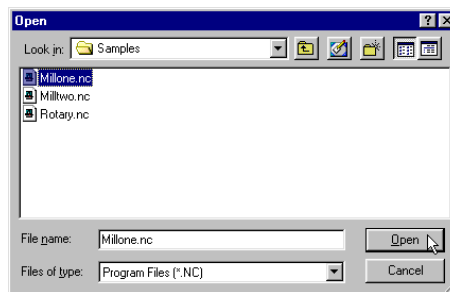 Open
Look in: Samples
Millone.nc
Milltwo.nc
Rotary.nc
File name: Millone.nc Open
Files of type: Program Files (*.NC) Cancel